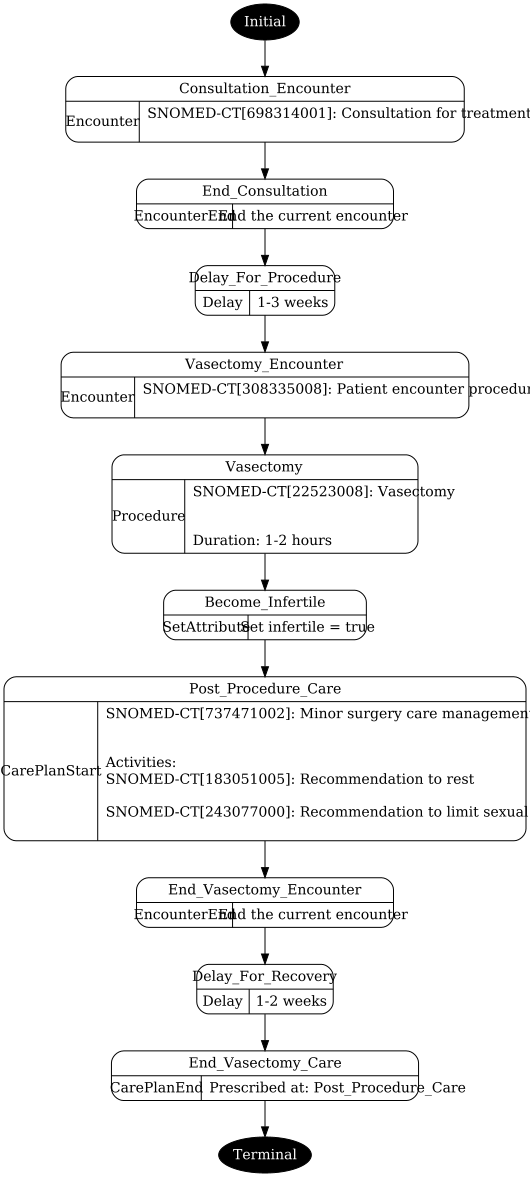 Initial
Consultation_Encounter
Encounter
SNOMED-CT[698314001]: Consultation for treatment
End_Consultation
EncounterEnd
End the current encounter
Delay_For_Procedure
Delay
1-3 weeks
Vasectomy_Encounter
Encounter
SNOMED-CT[308335008]: Patient encounter
Vasectomy
Procedure
SNOMED-CT[22523008]: Vasectomy
Duration: 1-2 hours
Become_Infertile
SetAttribute
Set infertile = true
Post_Procedure_Care
CarePlanStart
SNOMED-CT[737471002]: Minor surgery care
Activities:
SNOMED-CT[183051005]: Recommendation to rest
SNOMED-CT[243077000]: Recommendation to limit sexual
End_Vasectomy_Encounter
EncounterEnd
End the current encounter
Delay_For_Recovery
Delay
1-2 weeks
End_Vasectomy_Care
CarePlanEnd
Prescribed at: Post_Procedure_Care
Terminal